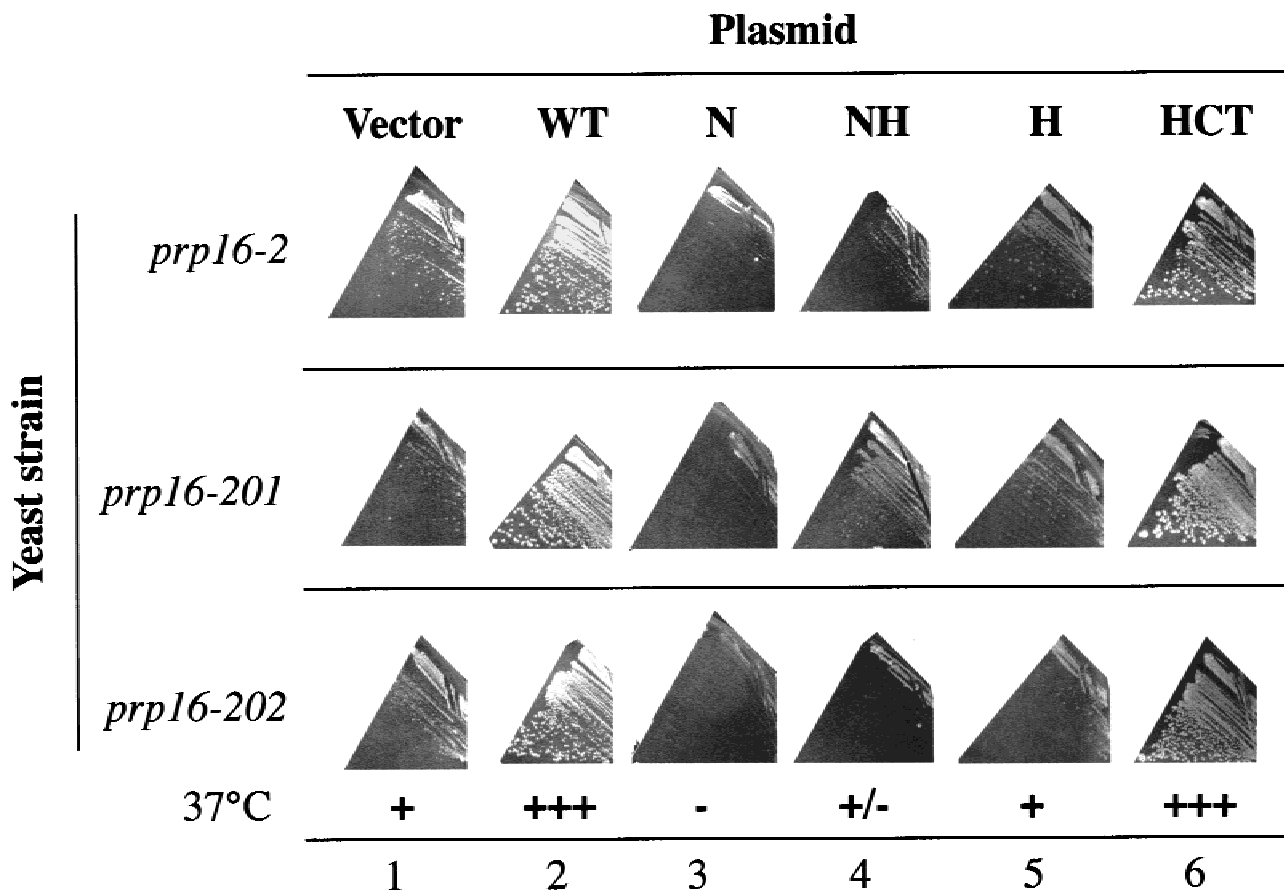 Plasmid
Vector WT N NH H HCT
Yeast strain
prp16-2
prp16-201
prp16-202
37°C + +++ - +/- + +++
1 2 3 4 5 6